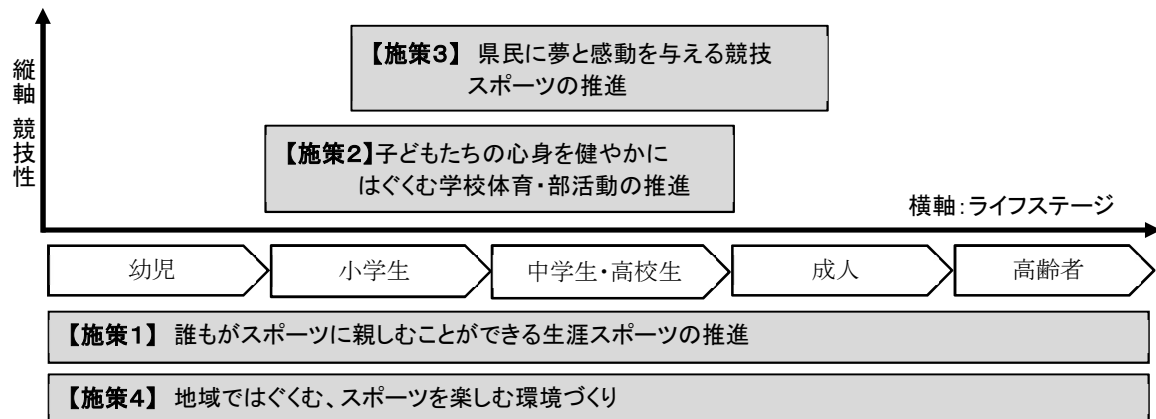 縦軸 競技性
【施策3】 県民に夢と感動を与える競技
スポーツの推進
【施策2】子どもたちの心身を健やかに
はぐくむ学校体育・部活動の推進
横軸:ライフステージ
幼児
小学生
中学生・高校生
成人
高齢者
【施策1】 誰もがスポーツに親しむことができる生涯スポーツの推進
【施策4】 地域ではぐくむ、スポーツを楽しむ環境づくり